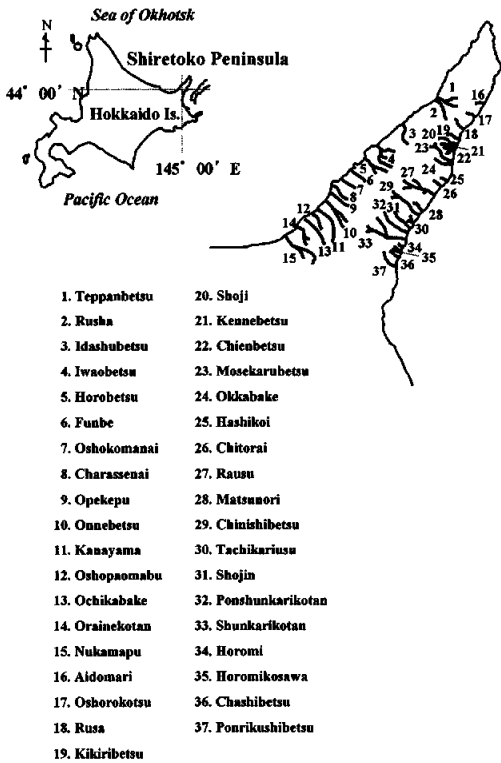 Sea of Okhotsk
N
Shiretoko Peninsula
44° 00' N
Hokkaido Is.
145° 00' E
Pacific Ocean
1
2
16
17
3
20
19
18
23
21
22
24
4
5
6
7
8
9
27
25
26
29
32
31
28
30
33
34
35
36
37
12
14
10
11
13
15
1. Teppanbetsu
2. Rusha
3. Idashubetsu
4. Iwaobetsu
5. Horobetsu
6. Funbe
7. Oshokomanai
8. Charassenai
9. Opekepu
10. Onnebetsu
11. Kanayama
12. Oshopaomabu
13. Ochikabake
14. Orainekotan
15. Nukamapu
16. Aidomari
17. Oshorokotsu
18. Rusa
19. Kikiribetsu
20. Shoji
21. Kennebetsu
22. Chienbetsu
23. Mosekarubetsu
24. Okkabake
25. Hashikoi
26. Chitorai
27. Rausu
28. Matsunori
29. Chinishibetsu
30. Tachikariusu
31. Shojin
32. Ponshunkarikotan
33. Shunkarikotan
34. Horomi
35. Horomikosawa
36. Chashibetsu
37. Ponrikushibetsu